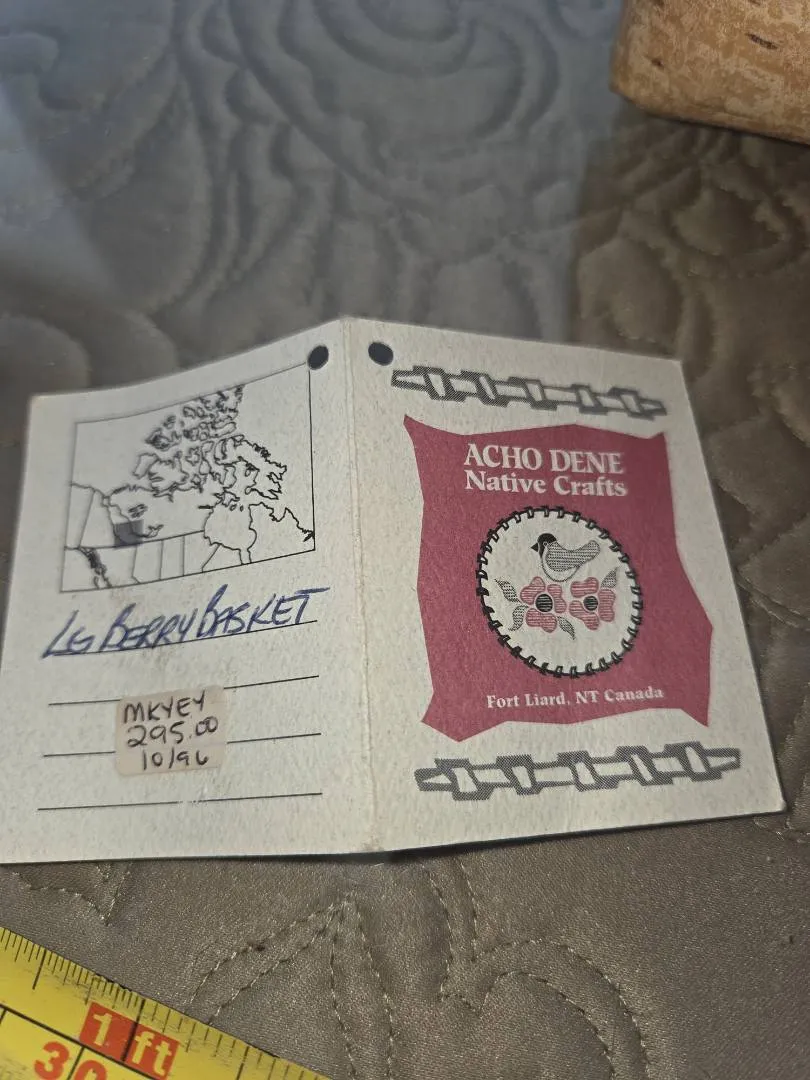 Lg BERRY BASKET
MKYEY
295.00
10/96
ACHO DENE
Native Crafts
Fort Liard, NT Canada
1 ft
30